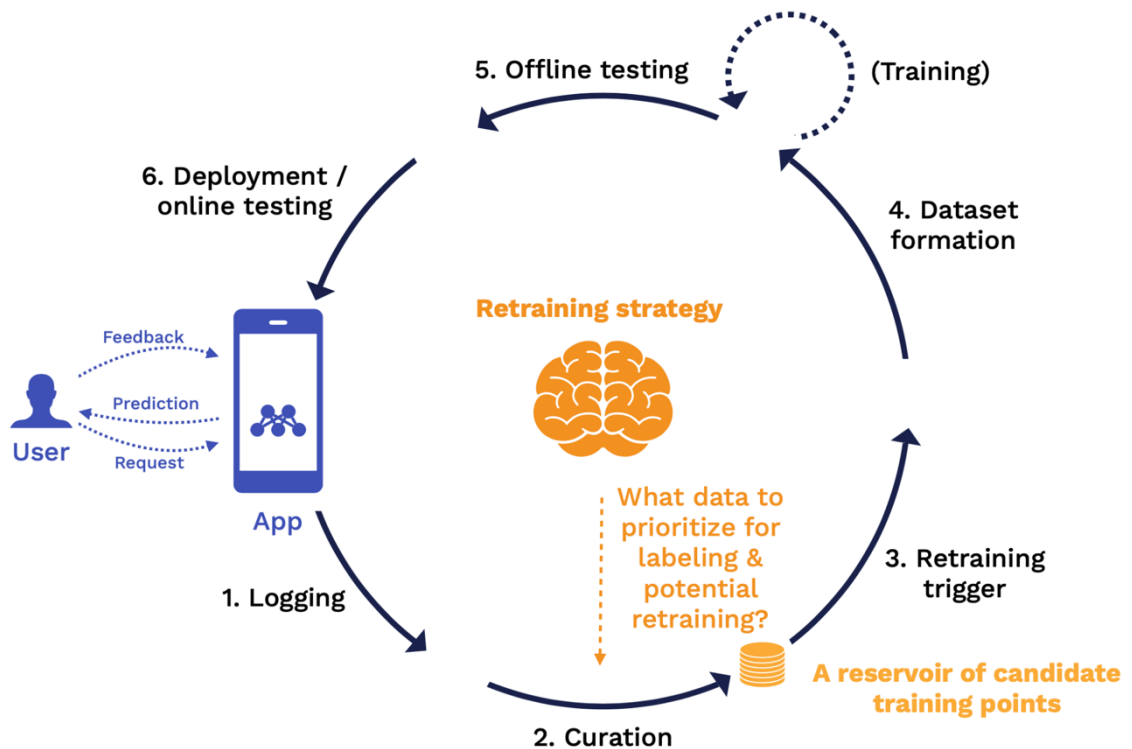 5. Offline testing
(Training)
6. Deployment /
online testing
4. Dataset
formation
Retraining strategy
Feedback
Prediction
User
Request
App
What data to
prioritize for
labeling &
potential
retraining?
1. Logging
3. Retraining
trigger
A reservoir of candidate
training points
2. Curation